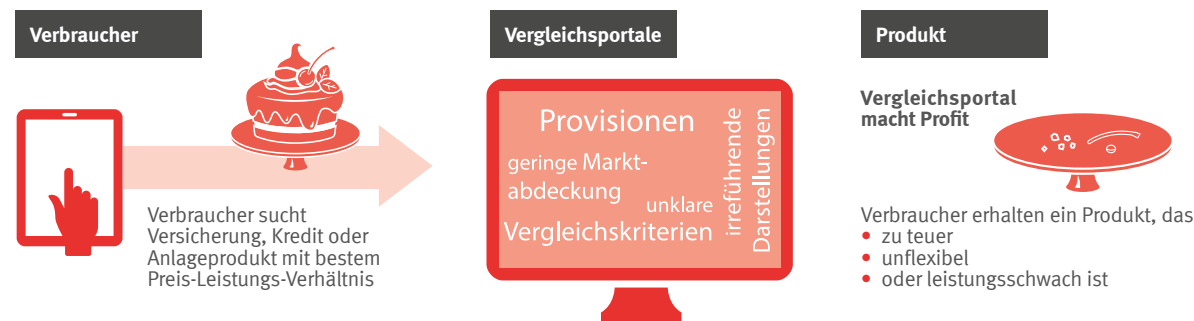 Verbraucher
Verbraucher sucht
Versicherung, Kredit oder
Anlageprodukt mit bestem
Preis-Leistungs-Verhältnis
Vergleichsportale
Provisionen
geringe Markt-
abdeckung
unklare
Vergleichskriterien
irreführende
Darstellungen
Produkt
Vergleichsportal
macht Profit
Verbraucher erhalten ein Produkt, das
• zu teuer
• unflexibel
• oder leistungsschwach ist